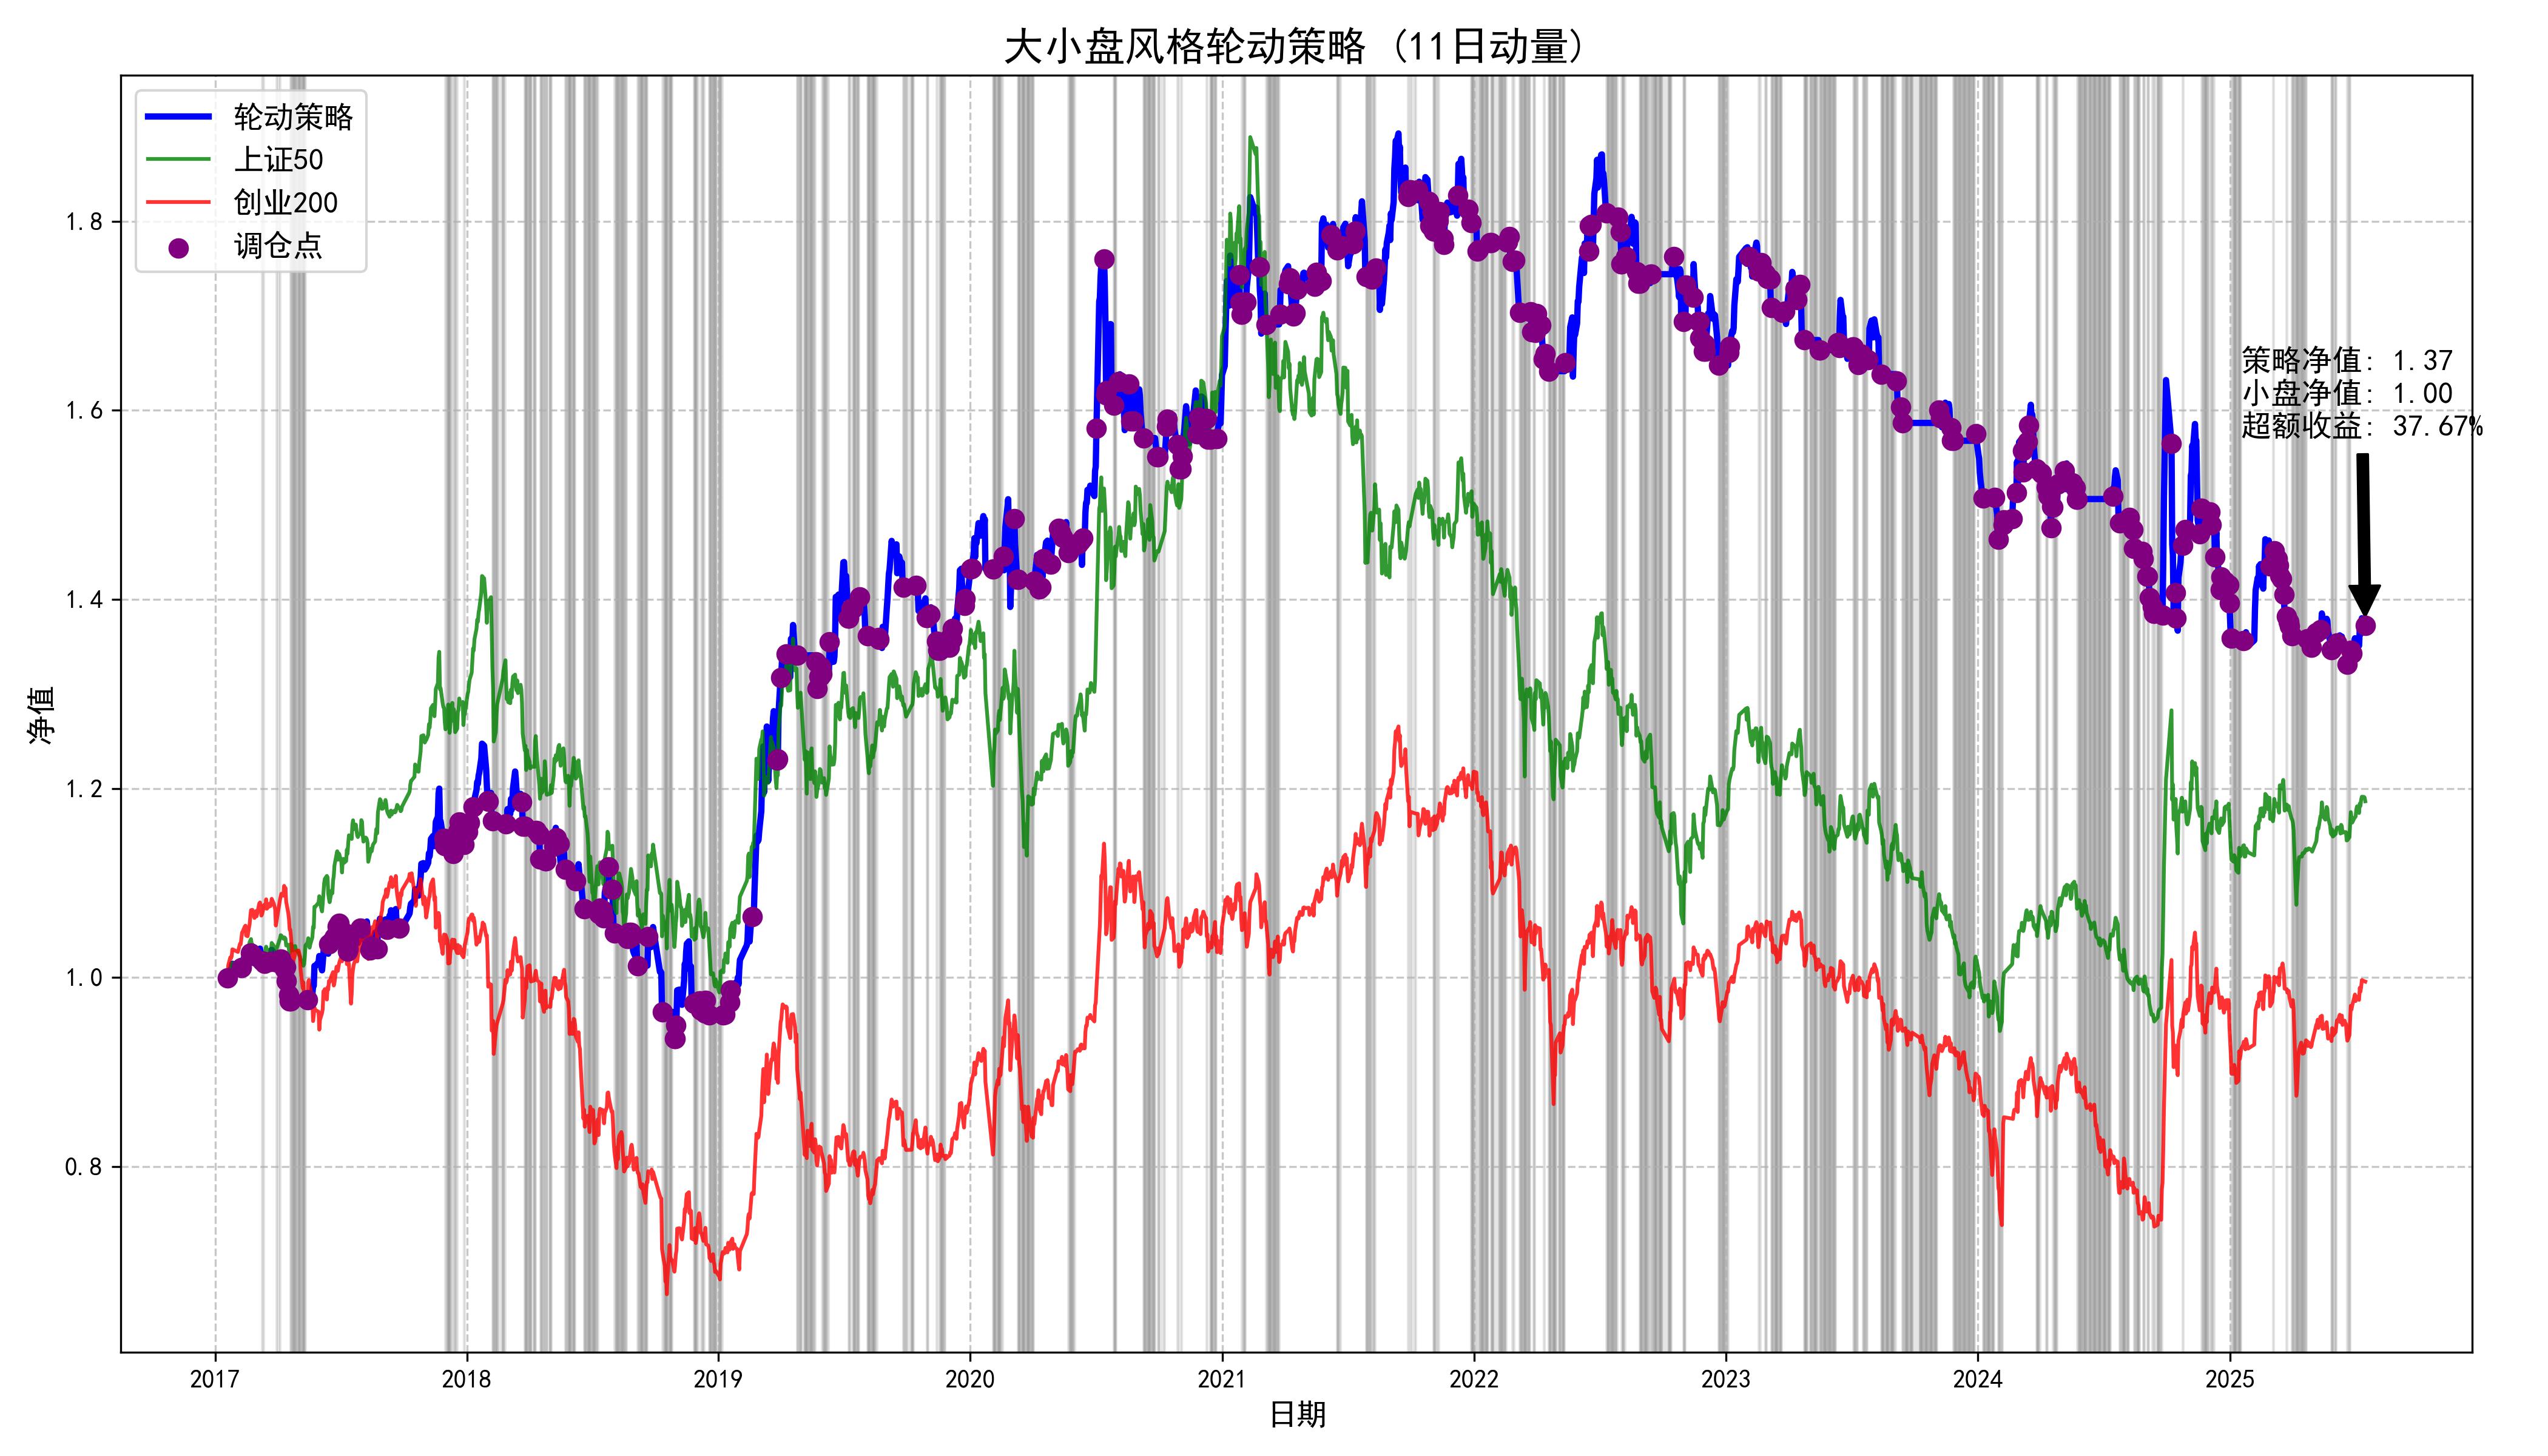 大小盘风格轮动策略 (11日动量)
轮动策略
上证50
创业200
调仓点
策略净值: 1.37
小盘净值: 1.00
超额收益: 37.67%
净值
1.8
1.6
1.4
1.2
1.0
0.8
2017
2018
2019
2020
2021
2022
2023
2024
2025
日期